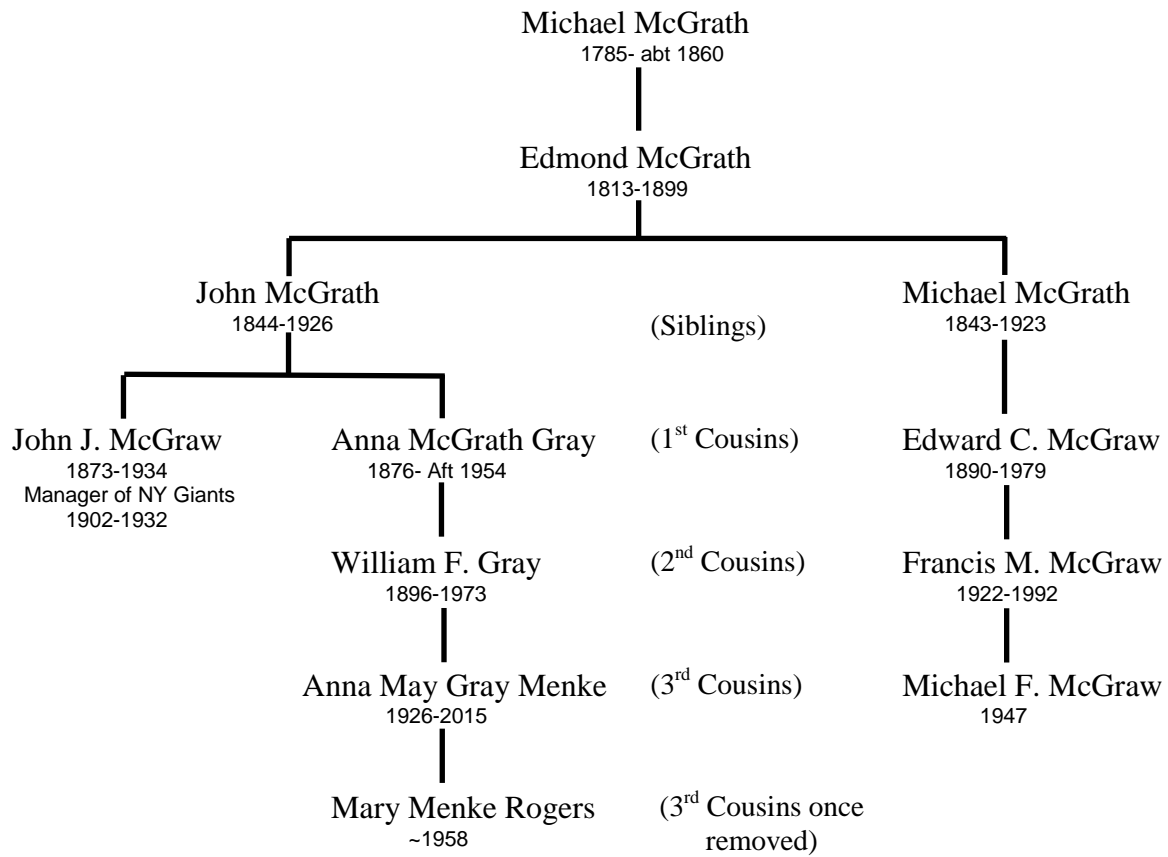 Michael McGrath
1785- abt 1860
Edmond McGrath
1813-1899
John McGrath
1844-1926
(Siblings)
Michael McGrath
1843-1923
John J. McGraw
1873-1934
Manager of NY Giants
1902-1932
Anna McGrath Gray
1876- Aft 1954
(1st Cousins)
Edward C. McGraw
1890-1979
William F. Gray
1896-1973
(2nd Cousins)
Francis M. McGraw
1922-1992
Anna May Gray Menke
1926-2015
(3rd Cousins)
Michael F. McGraw
1947
Mary Menke Rogers
~1958
(3rd Cousins once
removed)